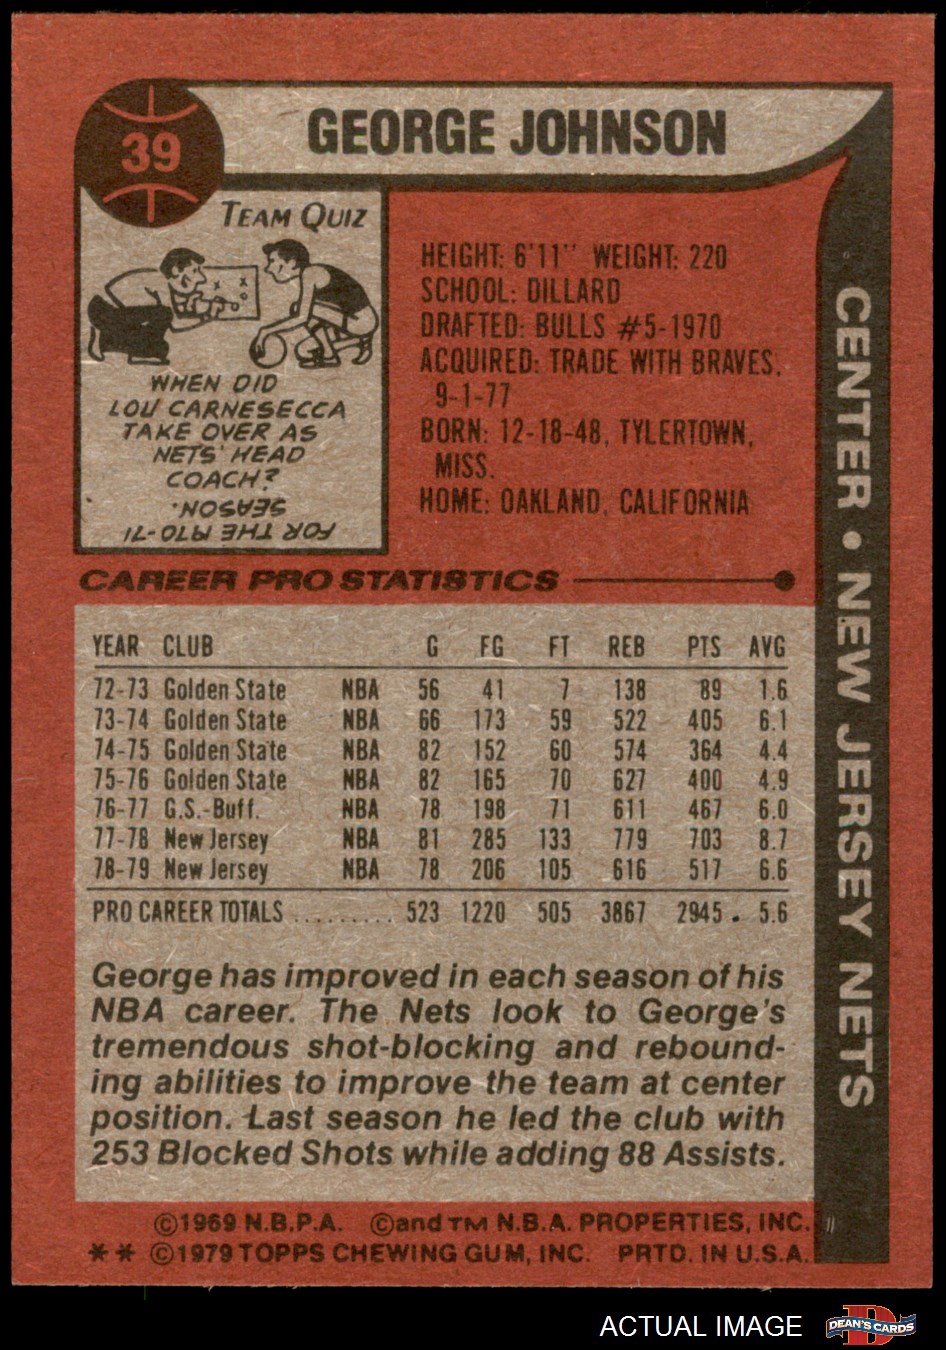 39
GEORGE JOHNSON
TEAM QUIZ
WHEN DID
LOU CARNESECCA
TAKE OVER AS
NETS' HEAD
COACH?
FOR THE 1970-71
SEASON.
HEIGHT: 6'11" WEIGHT: 220
SCHOOL: DILLARD
DRAFTED: BULLS #5-1970
ACQUIRED: TRADE WITH BRAVES,
9-1-77
BORN: 12-18-48, TYLERTOWN,
MISS.
HOME: OAKLAND, CALIFORNIA
CENTER • NEW JERSEY NETS
CAREER PRO STATISTICS
YEAR CLUB G FG FT REB PTS AVG
72-73 Golden State NBA 56 41 7 138 89 1.6
73-74 Golden State NBA 66 173 59 522 405 6.1
74-75 Golden State NBA 82 152 60 574 364 4.4
75-76 Golden State NBA 82 165 70 627 400 4.9
76-77 G.S.-Buff. NBA 78 198 71 611 467 6.0
77-78 New Jersey NBA 81 285 133 779 703 8.7
78-79 New Jersey NBA 78 206 105 616 517 6.6
PRO CAREER TOTALS .......... 523 1220 505 3867 2945 5.6
George has improved in each season of his
NBA career. The Nets look to George's
tremendous shot-blocking and rebound-
ing abilities to improve the team at center
position. Last season he led the club with
253 Blocked Shots while adding 88 Assists.
©1969 N.B.P.A. ©and TM N.B.A. PROPERTIES, INC.
** ©1979 TOPPS CHEWING GUM, INC. PRTD. IN U.S.A.
ACTUAL IMAGE
D
DEAN'S CARDS